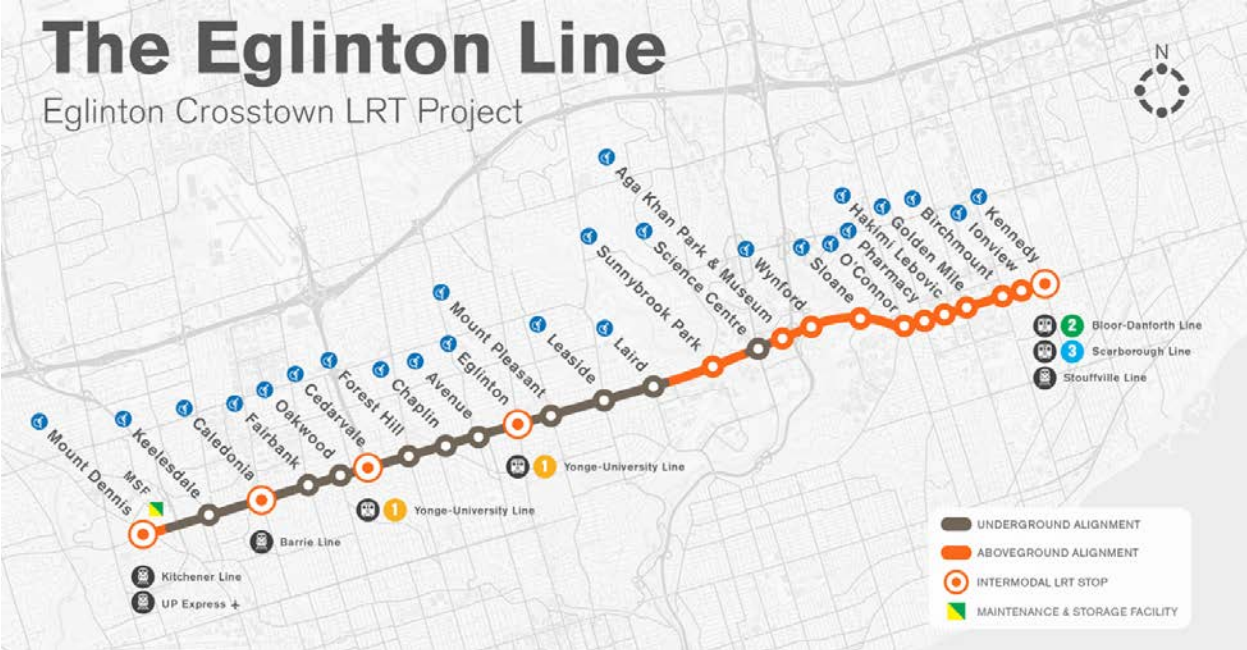 The Eglinton Line
Eglinton Crosstown LRT Project
N
Mount Dennis
MSF
Keelesdale
Caledonia
Fairbank
Oakwood
Cedarvale
Forest Hill
Chaplin
Avenue
Eglinton
Mount Pleasant
Leaside
Laird
Sunnybrook Park
Science Centre
Aga Khan Park & Museum
Wynford
Sloane
O'Connor
Pharmacy
Hakimi Lebovic
Golden Mile
Birchmount
Ionview
Kennedy
2 Bloor-Danforth Line
3 Scarborough Line
Stouffville Line
1 Yonge-University Line
1 Yonge-University Line
Barrie Line
Kitchener Line
UP Express +
UNDERGROUND ALIGNMENT
ABOVEGROUND ALIGNMENT
INTERMODAL LRT STOP
MAINTENANCE & STORAGE FACILITY